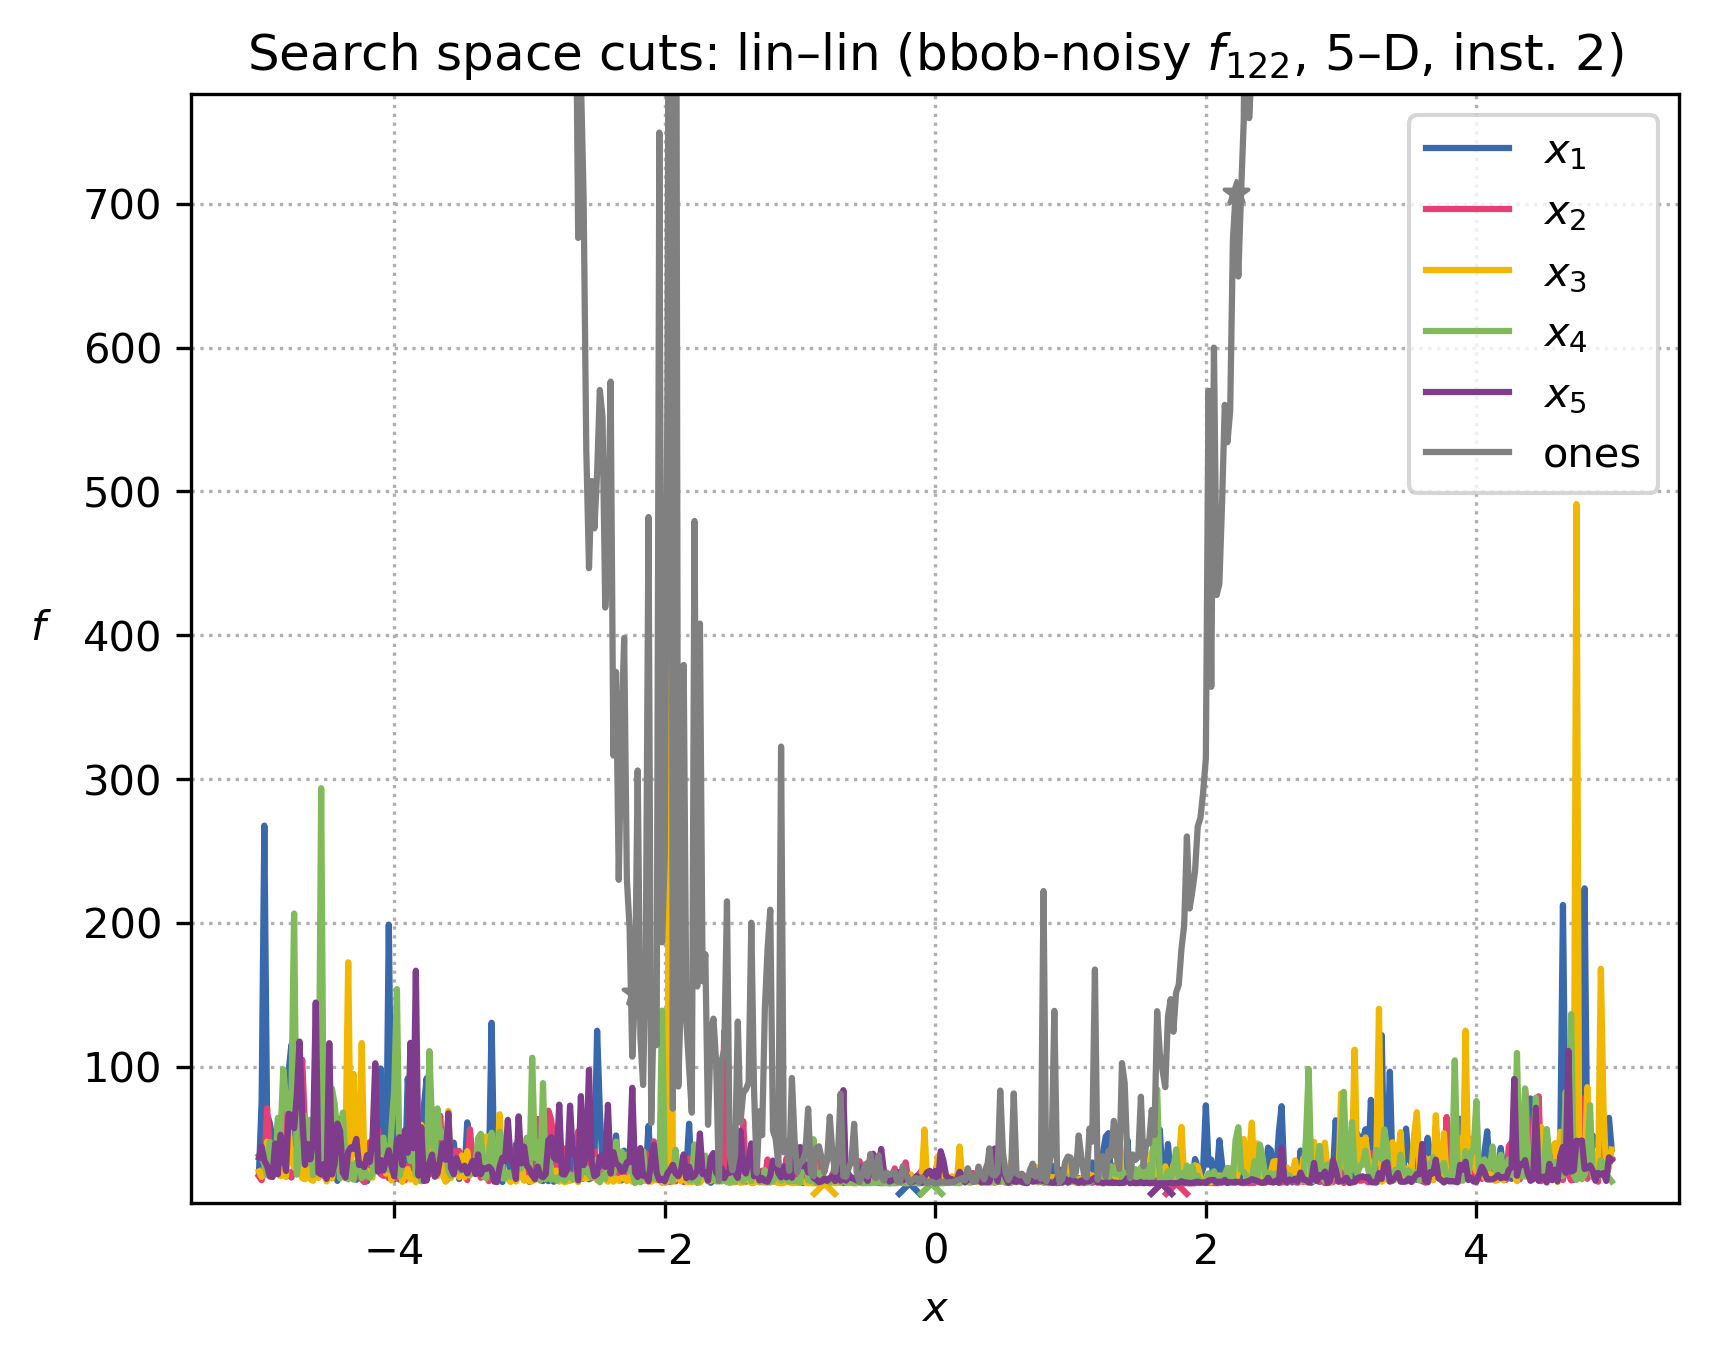 Search space cuts: lin–lin (bbob-noisy f₁₂₂, 5–D, inst. 2)
x₁
x₂
x₃
x₄
x₅
ones
700
600
500
400
300
200
100
f
−4 −2 0 2 4
x